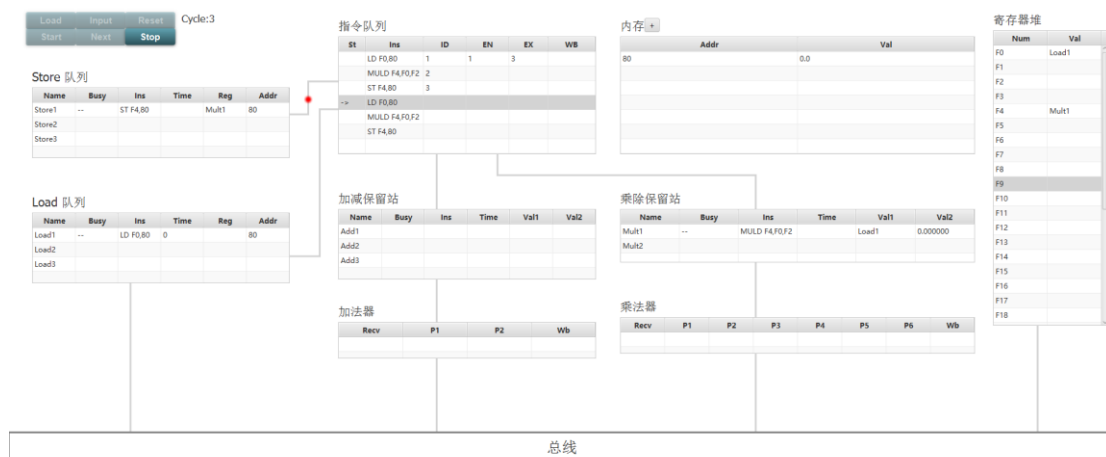 Load Input Reset Cycle:3
Start Next Stop
Store 队列
Name Busy Ins Time Reg Addr
Store1 -- ST F4,80 Mult1 80
Store2
Store3
Load 队列
Name Busy Ins Time Reg Addr
Load1 -- LD F0,80 0 80
Load2
Load3
指令队列
St Ins ID EN EX WB
LD F0,80 1 1 3
MULD F4,F0,F2 2
ST F4,80 3
-> LD F0,80
MULD F4,F0,F2
ST F4,80
加减保留站
Name Busy Ins Time Val1 Val2
Add1
Add2
Add3
加法器
Recv P1 P2 Wb
内存 +
Addr Val
80 0.0
乘除保留站
Name Busy Ins Time Val1 Val2
Mult1 -- MULD F4,F0,F2 Load1 0.000000
Mult2
乘法器
Recv P1 P2 P3 P4 P5 P6 Wb
寄存器堆
Num Val
F0 Load1
F1
F2
F3
F4 Mult1
F5
F6
F7
F8
F9
F10
F11
F12
F13
F14
F15
F16
F17
F18
总线